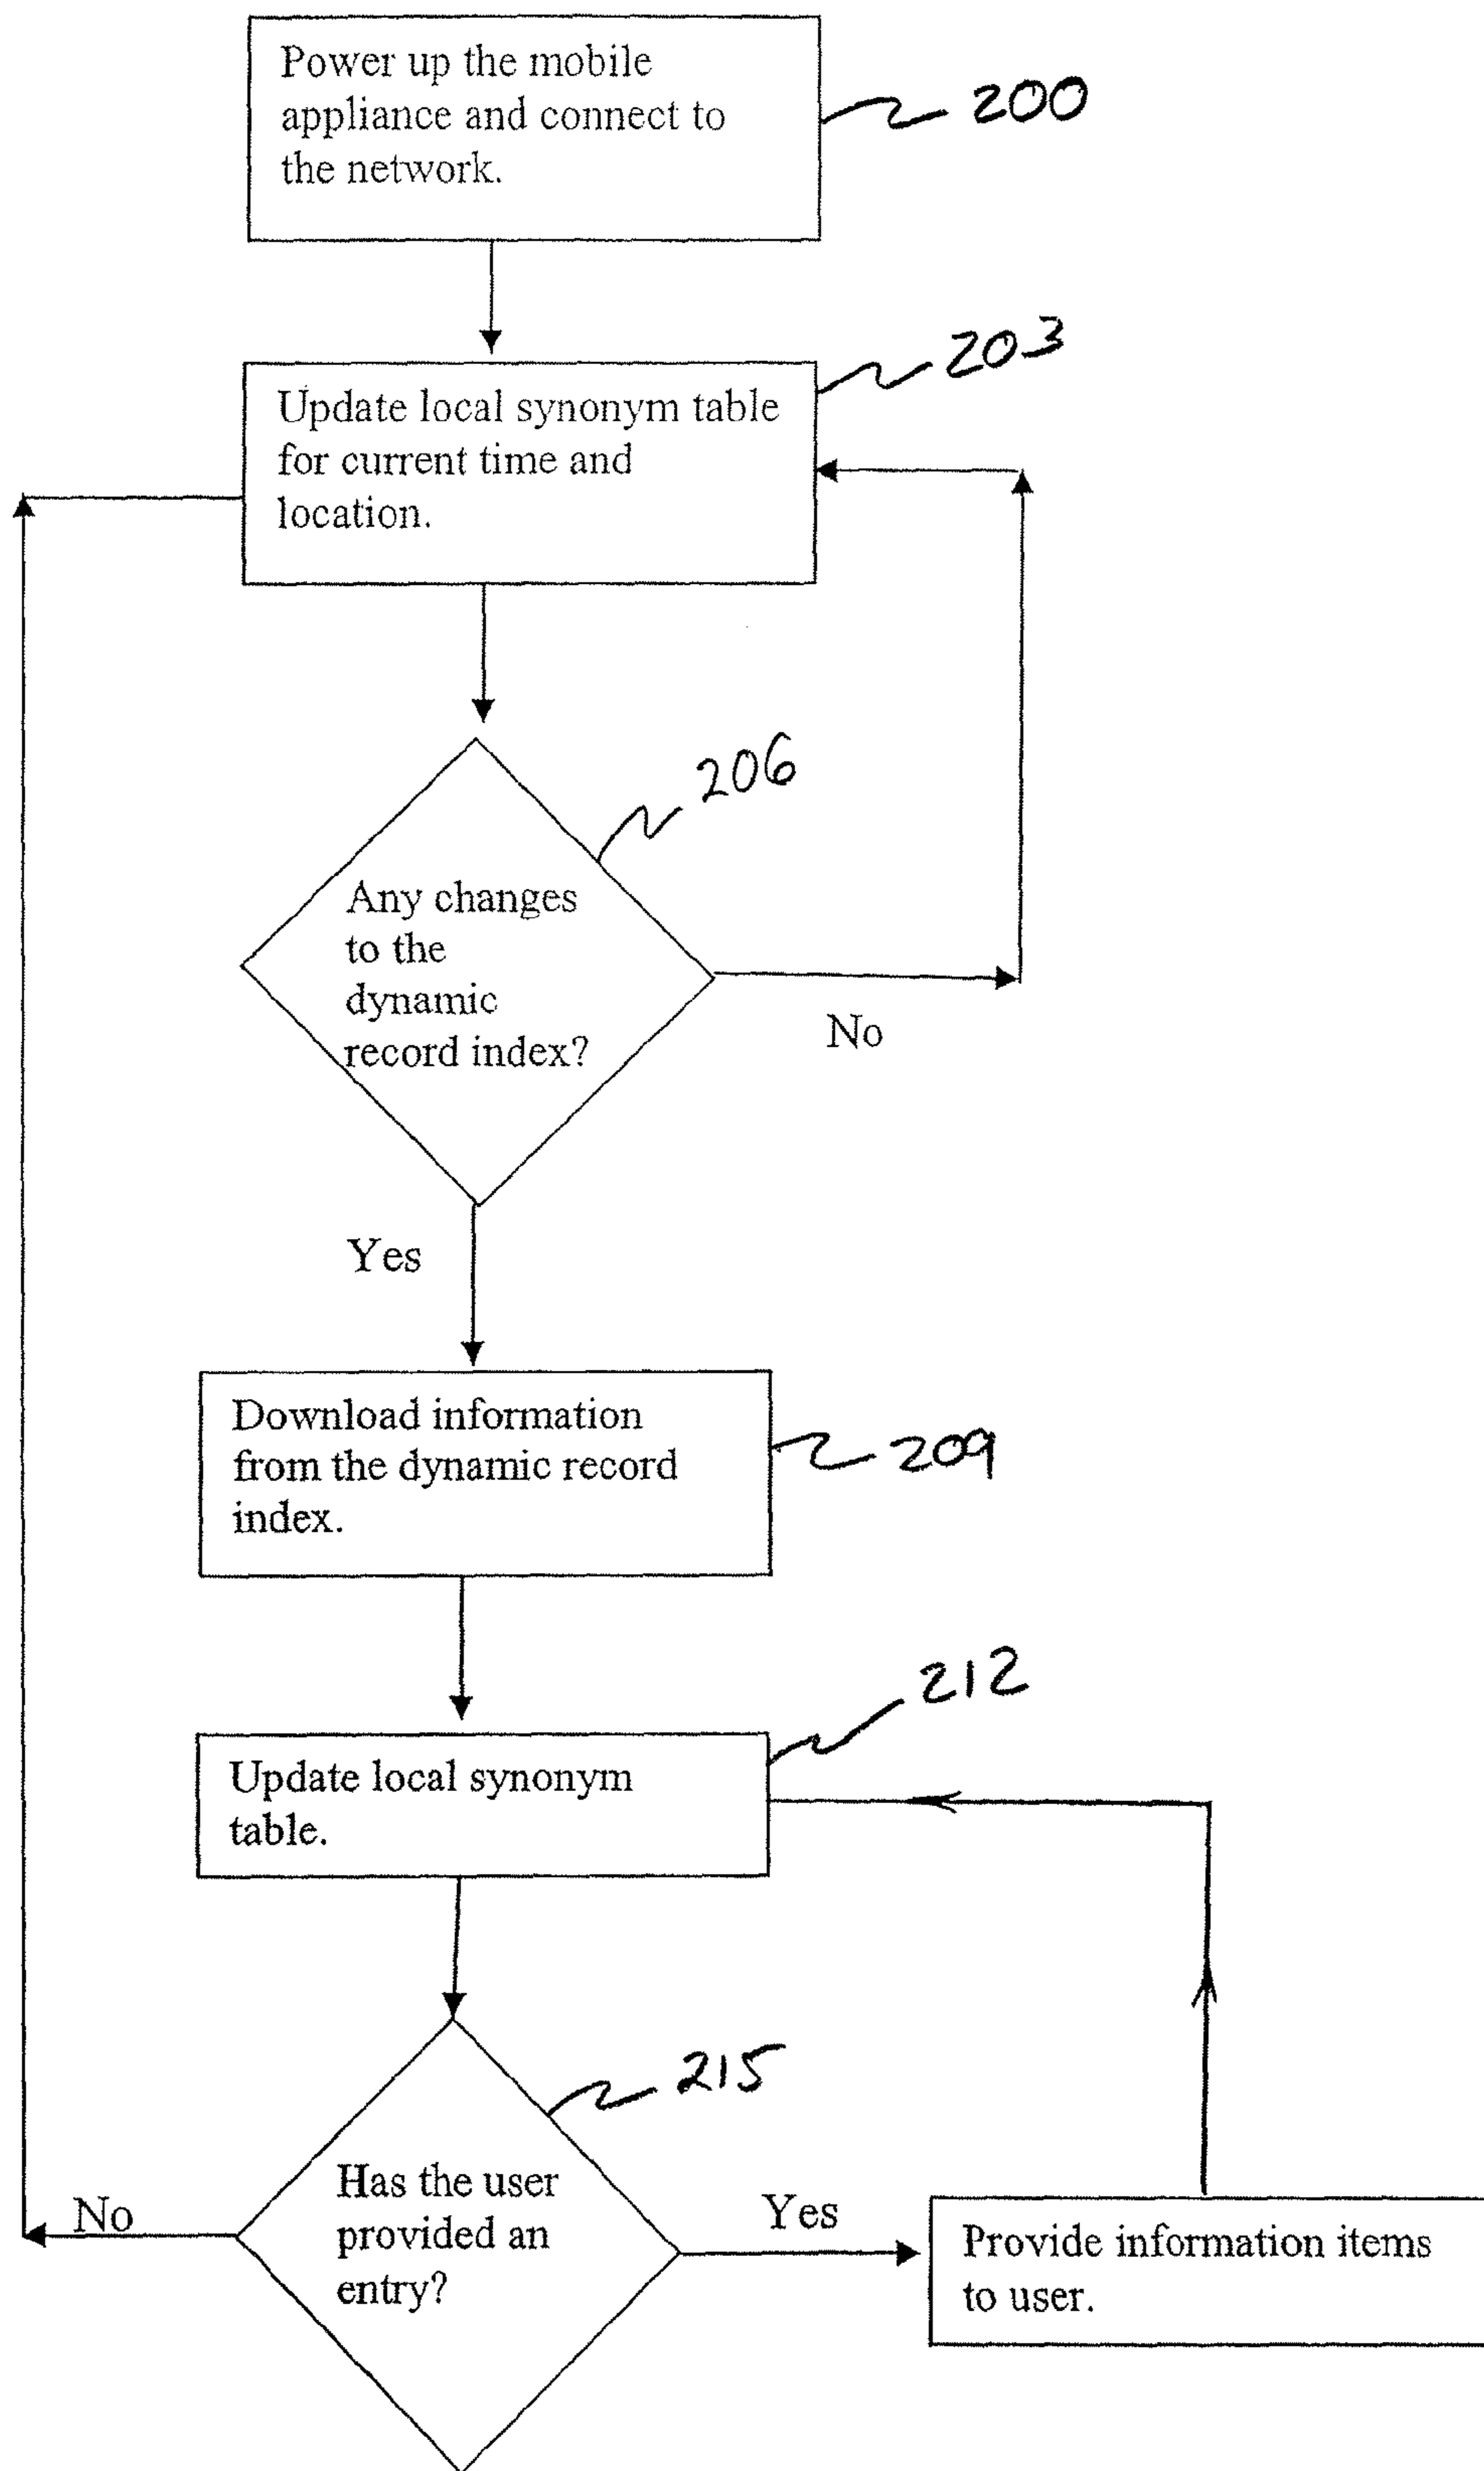 Power up the mobile
appliance and connect to
the network.
200
203
Update local synonym table
for current time and
location.
206
Any changes
to the
dynamic
record index?
No
Yes
Download information
from the dynamic record
index.
209
212
Update local synonym
table.
215
Has the user
provided an
entry?
No
Yes
Provide information items
to user.